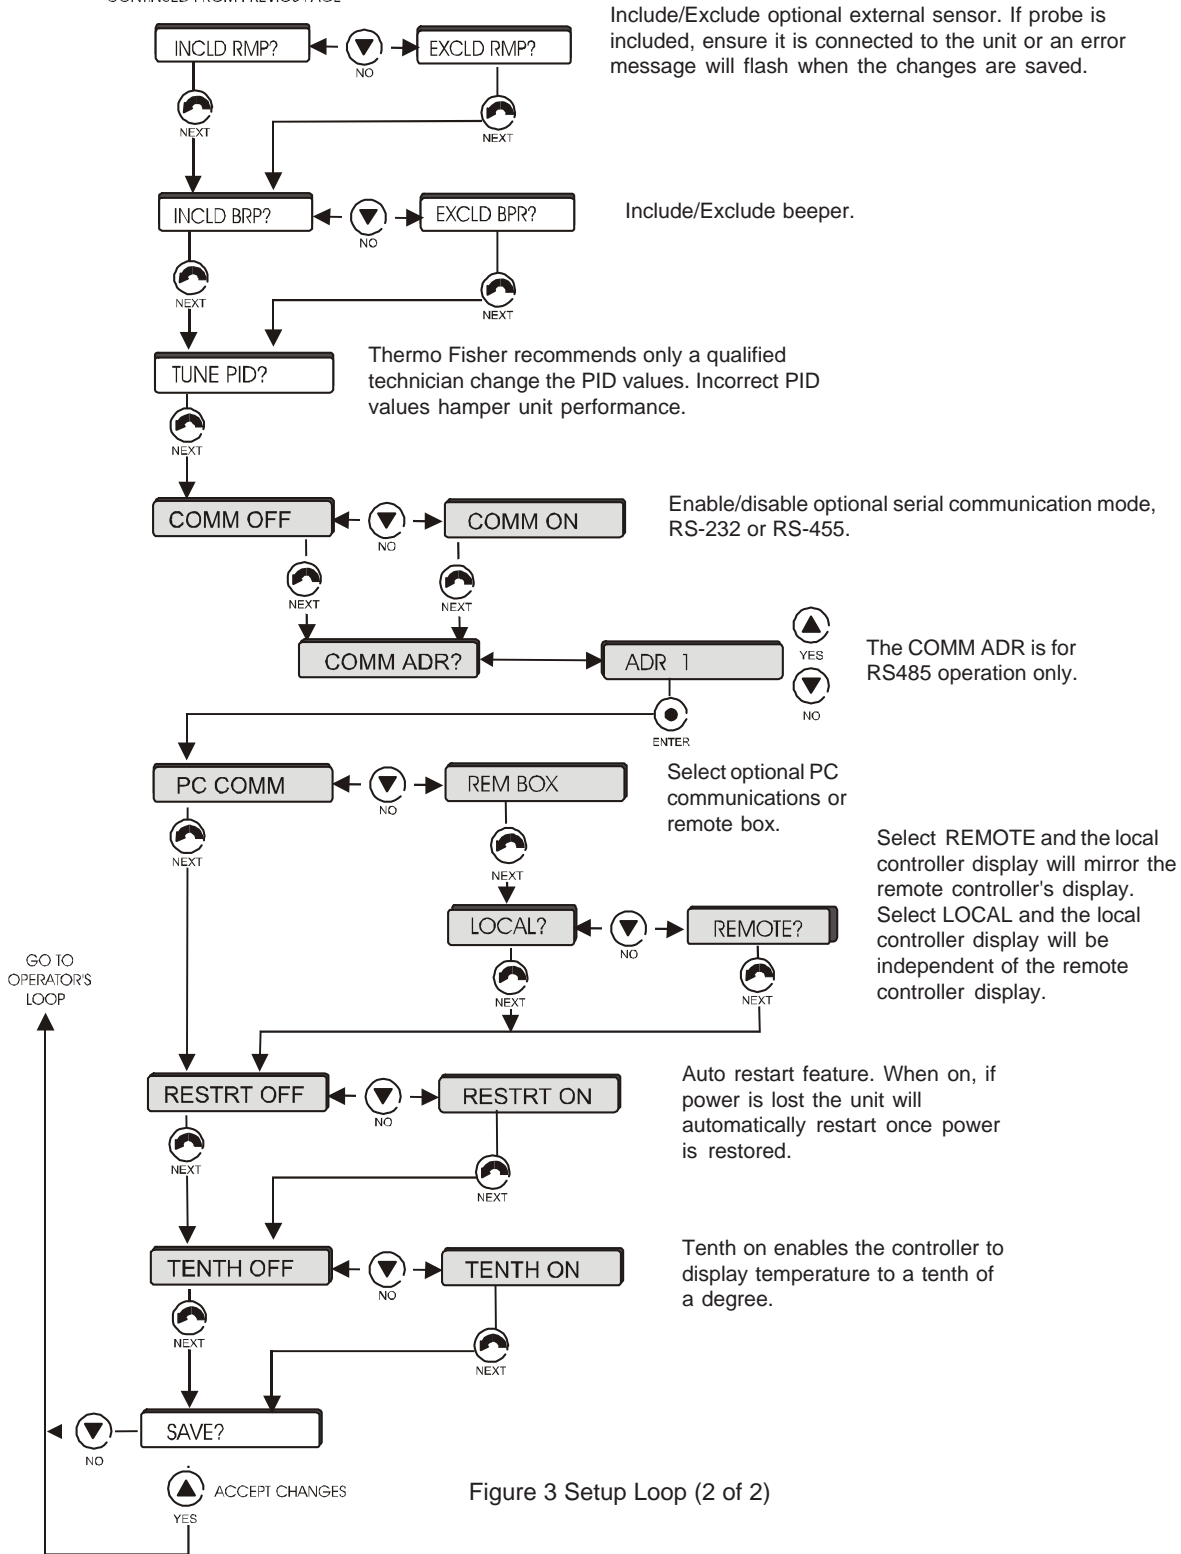 CONTINUED FROM PREVIOUS PAGE
Include/Exclude optional external sensor. If probe is
included, ensure it is connected to the unit or an error
message will flash when the changes are saved.
INCLD RMP?
NO
EXCLD RMP?
NEXT
NEXT
INCLD BRP?
NO
EXCLD BPR?
Include/Exclude beeper.
NEXT
NEXT
TUNE PID?
Thermo Fisher recommends only a qualified
technician change the PID values. Incorrect PID
values hamper unit performance.
NEXT
COMM OFF
NO
COMM ON
Enable/disable optional serial communication mode,
RS-232 or RS-455.
NEXT
NEXT
COMM ADR?
ADR 1
YES
NO
The COMM ADR is for
RS485 operation only.
ENTER
PC COMM
NO
REM BOX
Select optional PC
communications or
remote box.
NEXT
NEXT
Select REMOTE and the local
controller display will mirror the
remote controller's display.
Select LOCAL and the local
controller display will be
independent of the remote
controller display.
LOCAL?
NO
REMOTE?
NEXT
NEXT
GO TO
OPERATOR'S
LOOP
RESTRT OFF
NO
RESTRT ON
Auto restart feature. When on, if
power is lost the unit will
automatically restart once power
is restored.
NEXT
NEXT
TENTH OFF
NO
TENTH ON
Tenth on enables the controller to
display temperature to a tenth of
a degree.
NEXT
NEXT
SAVE?
NO
ACCEPT CHANGES
YES
Figure 3 Setup Loop (2 of 2)